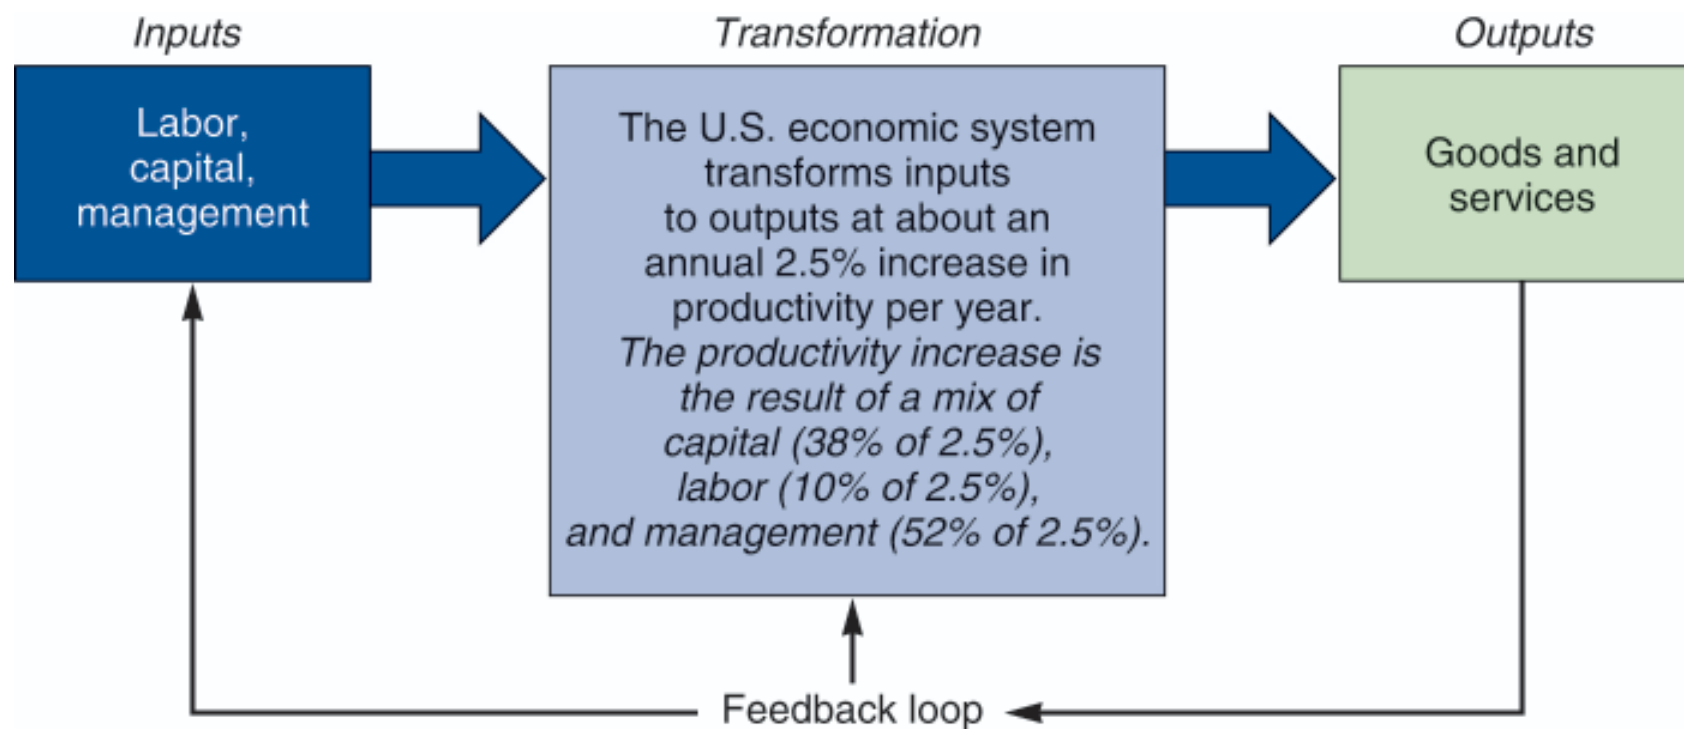 Inputs
Transformation
Outputs
Labor,
capital,
management
The U.S. economic system
transforms inputs
to outputs at about an
annual 2.5% increase in
productivity per year.
The productivity increase is
the result of a mix of
capital (38% of 2.5%),
labor (10% of 2.5%),
and management (52% of 2.5%).
Goods and
services
Feedback loop